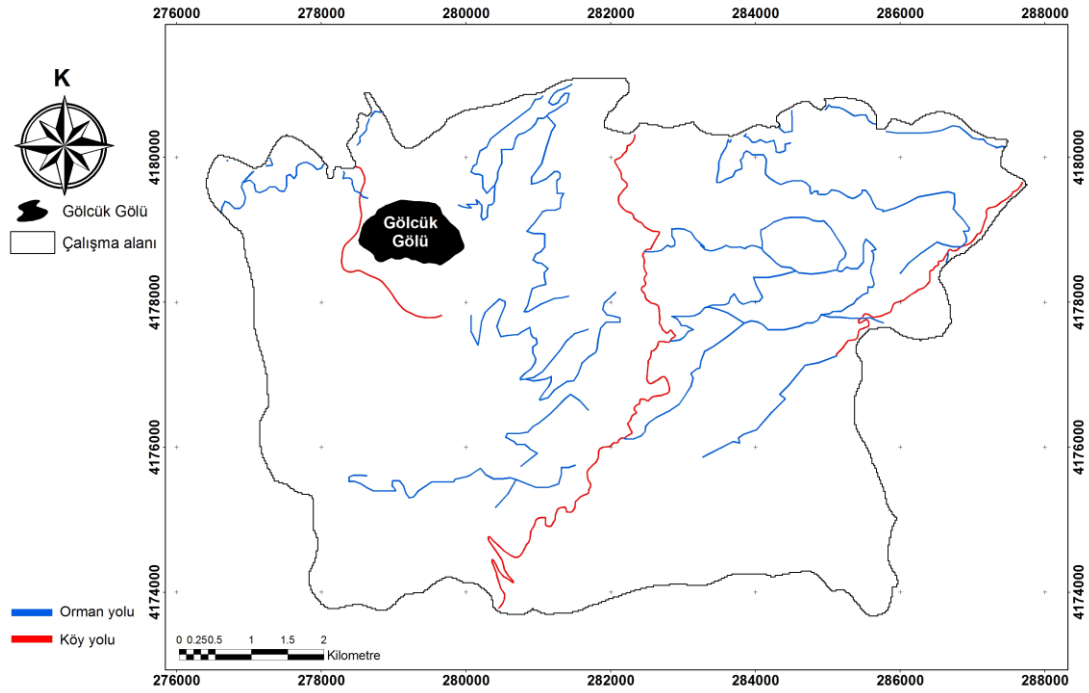 276000 278000 280000 282000 284000 286000 288000
K
Gölcük Gölü
Çalışma alanı
Gölcük
Gölü
4180000 4180000
4178000 4178000
4176000 4176000
4174000 4174000
Orman yolu
Köy yolu
0 0.250.5 1 1.5 2
Kilometre
276000 278000 280000 282000 284000 286000 288000